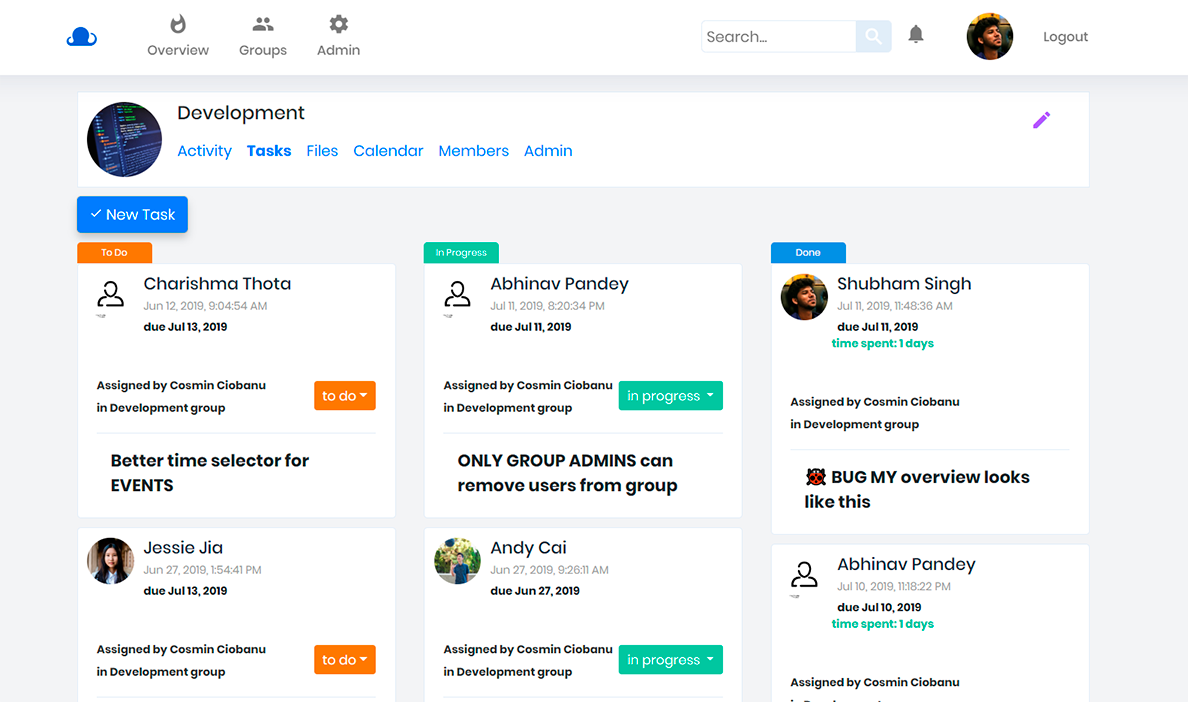 Overview
Groups
Admin
Search...
Logout
Development
Activity Tasks Files Calendar Members Admin
New Task
To Do
Charishma Thota
Jun 12, 2019, 9:04:54 AM
due Jul 13, 2019
Assigned by Cosmin Ciobanu
in Development group
to do
Better time selector for
EVENTS
Jessie Jia
Jun 27, 2019, 1:54:41 PM
due Jul 13, 2019
Assigned by Cosmin Ciobanu
in Development group
to do
In Progress
Abhinav Pandey
Jul 11, 2019, 8:20:34 PM
due Jul 11, 2019
Assigned by Cosmin Ciobanu
in Development group
in progress
ONLY GROUP ADMINS can
remove users from group
Andy Cai
Jun 27, 2019, 9:26:11 AM
due Jun 27, 2019
Assigned by Cosmin Ciobanu
in Development group
in progress
Done
Shubham Singh
Jul 11, 2019, 11:48:36 AM
due Jul 11, 2019
time spent: 1 days
Assigned by Cosmin Ciobanu
in Development group
BUG MY overview looks
like this
Abhinav Pandey
Jul 10, 2019, 11:18:22 PM
due Jul 10, 2019
time spent: 1 days
Assigned by Cosmin Ciobanu